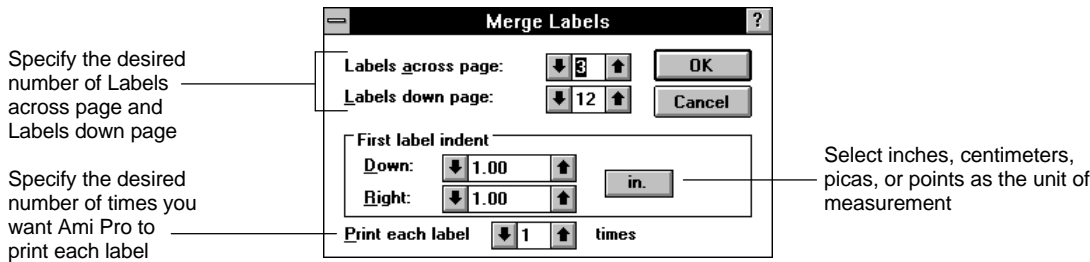 Merge Labels ?
Specify the desired
number of Labels
across page and
Labels down page
Labels across page: 3 OK
Labels down page: 12 Cancel
First label indent
Down: 1.00
Right: 1.00
in.
Select inches, centimeters,
picas, or points as the unit of
measurement
Specify the desired
number of times you
want Ami Pro to
print each label
Print each label 1 times